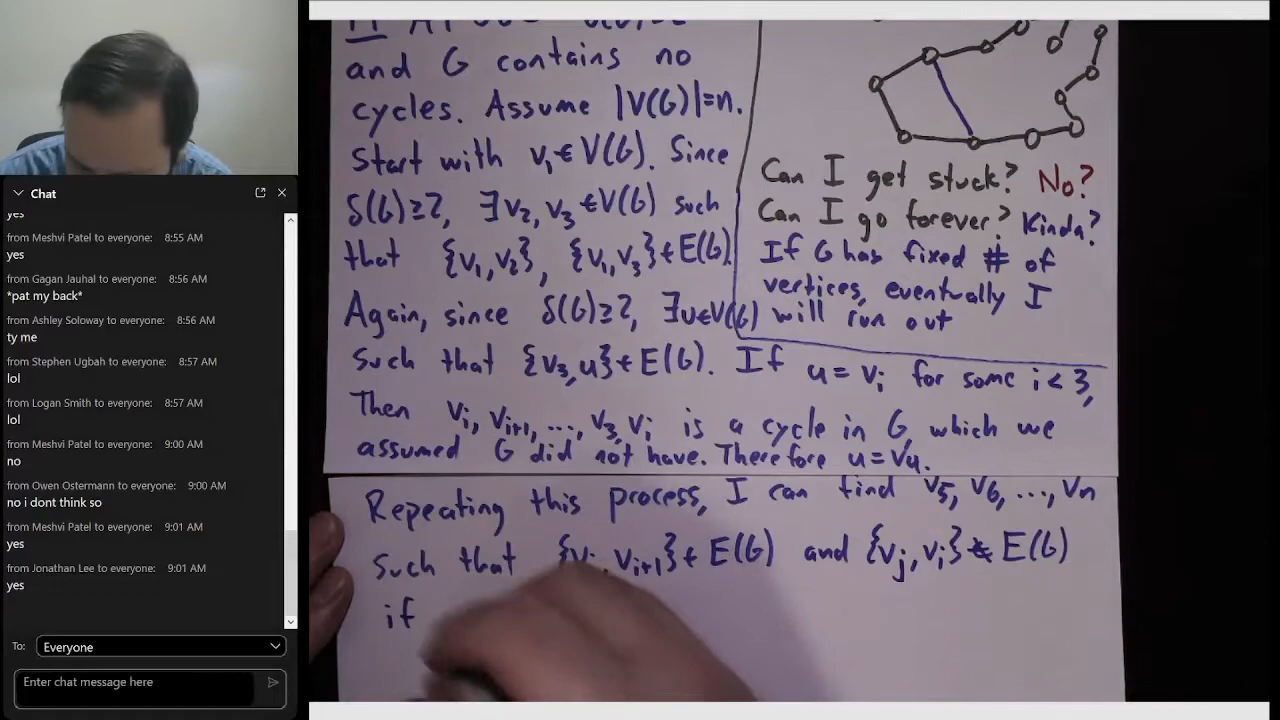 Chat
yes
from Meshvi Patel to everyone: 8:55 AM
yes
from Gagan Jauhal to everyone: 8:56 AM
*pat my back*
from Ashley Soloway to everyone: 8:56 AM
ty me
from Stephen Ugbah to everyone: 8:57 AM
lol
from Logan Smith to everyone: 8:57 AM
lol
from Meshvi Patel to everyone: 9:00 AM
no
from Owen Ostermann to everyone: 9:00 AM
no i dont think so
from Meshvi Patel to everyone: 9:01 AM
yes
from Jonathan Lee to everyone: 9:01 AM
yes
To: Everyone
Enter chat message here
and G contains no
cycles. Assume |V(G)|=n.
Start with v₁∈V(G). Since
δ(G)≥2, ∃v₂,v₃∈V(G) such
that {v₁,v₂}, {v₁,v₃}∈E(G).
Again, since δ(G)≥2, ∃u∈V(G)
such that {v₃,u}∈E(G). If u=vᵢ for some i<3,
Then vᵢ, vᵢ₊₁, ..., v₃, vᵢ is a cycle in G, which we
assumed G did not have. Therefore u=v₄.
Can I get stuck? No?
Can I go forever? Kinda?
If G has fixed # of
vertices, eventually I
will run out
Repeating this process, I can find v₅, v₆, ..., vₙ
such that {vᵢ, vᵢ₊₁}∈E(G) and {vⱼ,vᵢ}∉E(G)
if